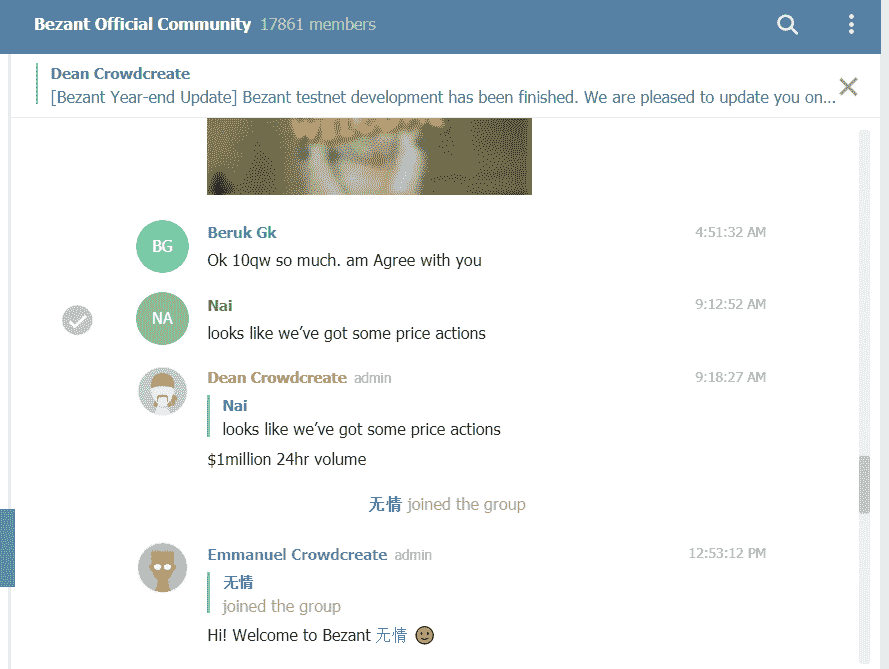 Bezant Official Community 17861 members
Dean Crowdcreate
[Bezant Year-end Update] Bezant testnet development has been finished. We are pleased to update you on...
BG
Beruk Gk 4:51:32 AM
Ok 10qw so much. am Agree with you
NA
Nai 9:12:52 AM
looks like we've got some price actions
Dean Crowdcreate admin 9:18:27 AM
Nai
looks like we've got some price actions
$1million 24hr volume
无情 joined the group
Emmanuel Crowdcreate admin 12:53:12 PM
无情
joined the group
Hi! Welcome to Bezant 无情 🙂